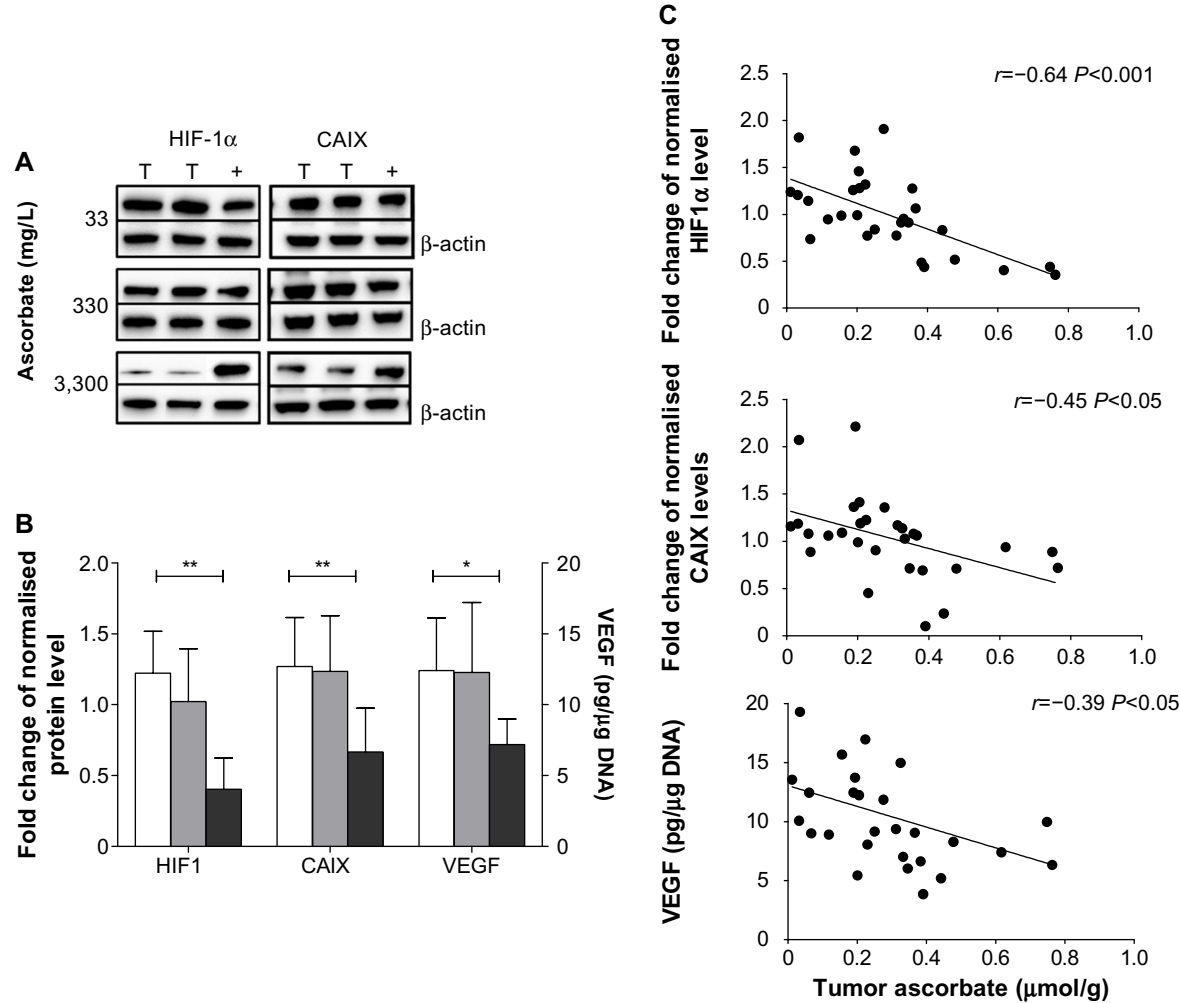 A
HIF-1α
CAIX
T T +
T T +
Ascorbate (mg/L)
33
β-actin
β-actin
330
β-actin
β-actin
3,300
β-actin
β-actin
B
Fold change of normalised
protein level
2.0
1.5
1.0
0.5
0
**
**
*
20
15
10
5
0
VEGF (pg/μg DNA)
HIF1
CAIX
VEGF
C
Fold change of normalised
HIF1α level
r=−0.64 P<0.001
2.5
2.0
1.5
1.0
0.5
0
0 0.2 0.4 0.6 0.8 1.0
Fold change of normalised
CAIX levels
r=−0.45 P<0.05
2.5
2.0
1.5
1.0
0.5
0
0 0.2 0.4 0.6 0.8 1.0
VEGF (pg/μg DNA)
r=−0.39 P<0.05
20
15
10
5
0
0 0.2 0.4 0.6 0.8 1.0
Tumor ascorbate (μmol/g)